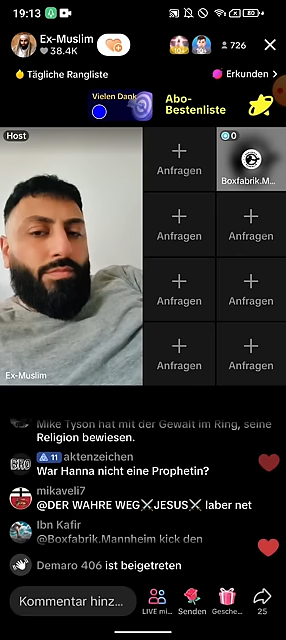 19:13
Ex-Muslim
38.4K
726
Tägliche Rangliste
Erkunden >
Vielen Dank
Abo-
Bestenliste
Host
Anfragen
0
Boxfabrik.M...
Anfragen
Anfragen
Anfragen
Anfragen
Anfragen
Anfragen
Ex-Muslim
Mike Tyson hat mit der Gewalt im Ring, seine
Religion bewiesen.
11 aktenzeichen
War Hanna nicht eine Prophetin?
mikaveli7
@DER WAHRE WEG⚔JESUS⚔ laber net
Ibn Kafir
@Boxfabrik.Mannheim kick den
Demaro 406 ist beigetreten
Kommentar hinz...
LIVE mi...
Senden
Gesche...
25